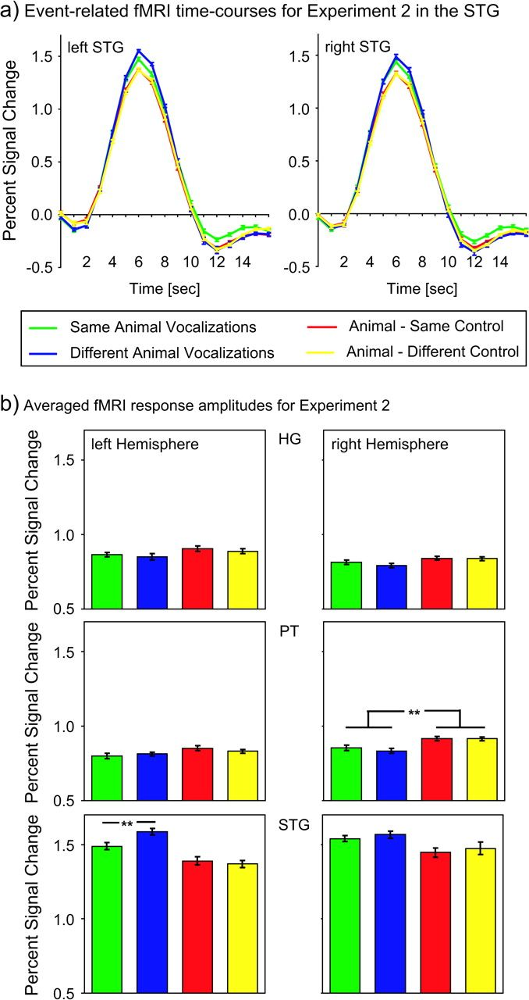 a) Event-related fMRI time-courses for Experiment 2 in the STG
left STG
right STG
Percent Signal Change
1.5
1.0
0.5
0.0
-0.5
2 4 6 8 10 12 14
Time [sec]
1.5
1.0
0.5
0.0
-0.5
2 4 6 8 10 12 14
Time [sec]
Same Animal Vocalizations
Animal - Same Control
Different Animal Vocalizations
Animal - Different Control
b) Averaged fMRI response amplitudes for Experiment 2
left Hemisphere
HG
right Hemisphere
Percent Signal Change
1.5
1.0
0.5
PT
Percent Signal Change
1.5
1.0
0.5
**
STG
Percent Signal Change
1.5
1.0
0.5
**